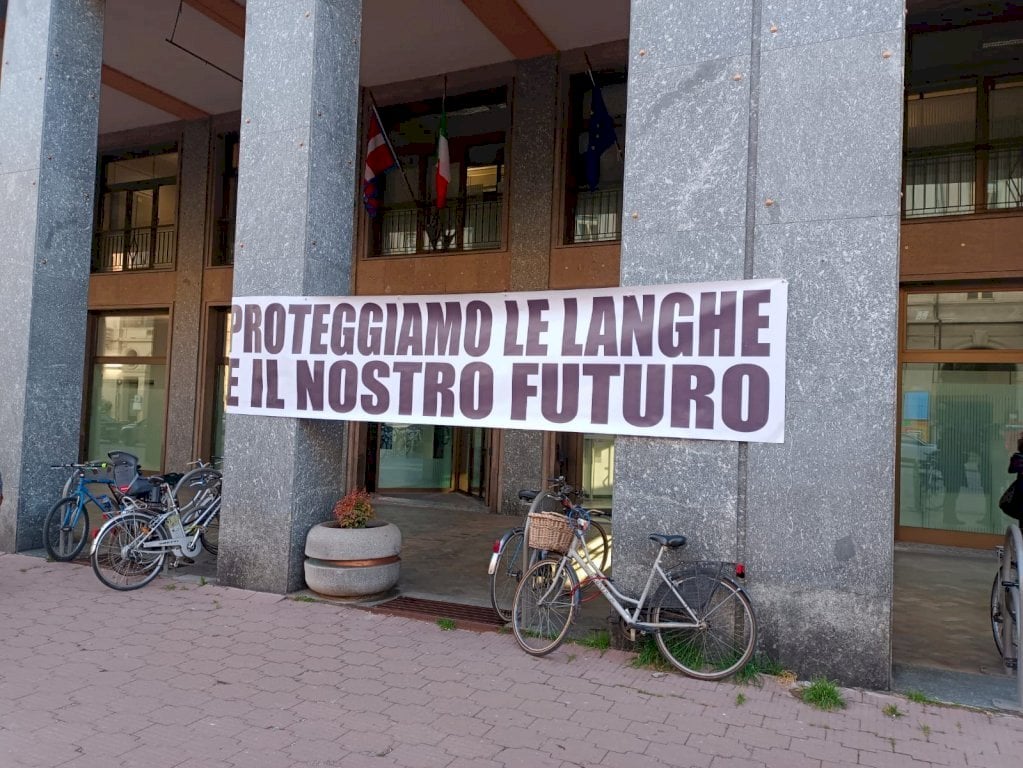 PROTEGGIAMO LE LANGHE
E IL NOSTRO FUTURO